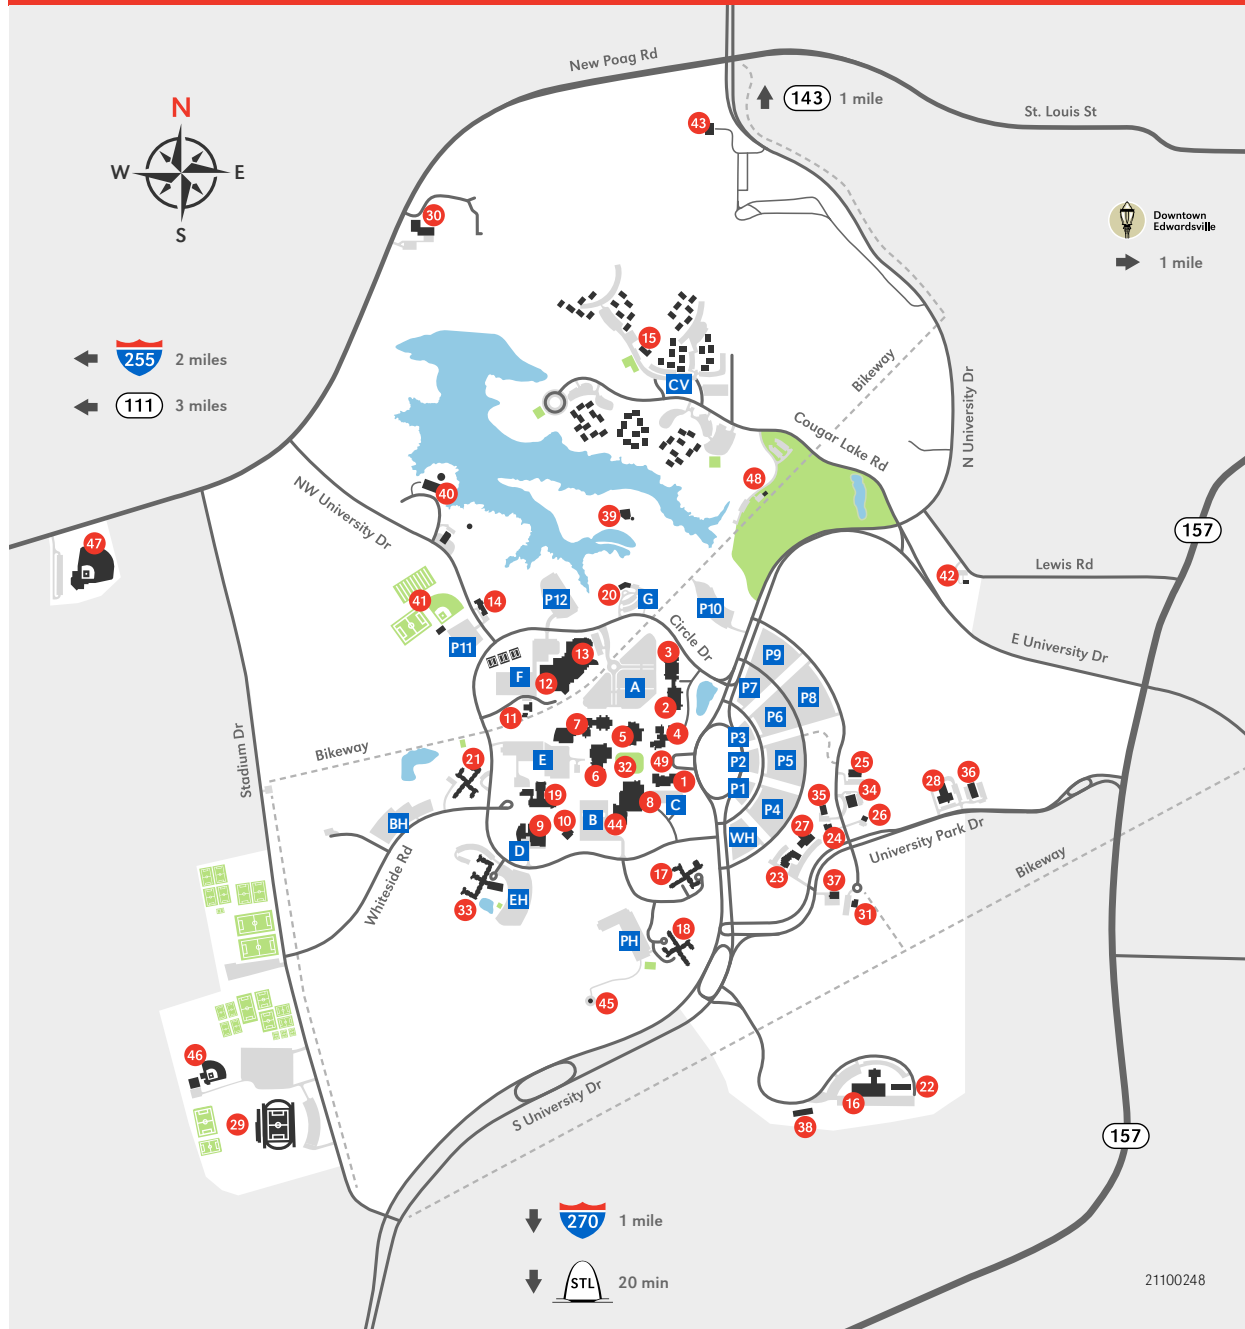 New Poag Rd
143 1 mile
St. Louis St
N
W E
S
43
30
Downtown
Edwardsville
1 mile
15
255 2 miles
111 3 miles
CV
Bikeway
N University Dr
Cougar Lake Rd
48
40
NW University Dr
39
157
47
Lewis Rd
42
20
G
P12
P10
41
14
P11
Circle Dr
E University Dr
3
13
P9
F
12
A
P7
P8
2
P6
11
7
5
4
P3
Bikeway
21
E
6
32
49
P2
P5
25
Stadium Dr
1
P1
28
36
19
8
C
35
34
P4
26
BH
10
B
44
9
WH
27
24
University Park Dr
D
23
Bikeway
17
37
Whiteside Rd
EH
33
31
PH
18
45
46
S University Dr
22
16
29
38
157
270 1 mile
STL 20 min
21100248